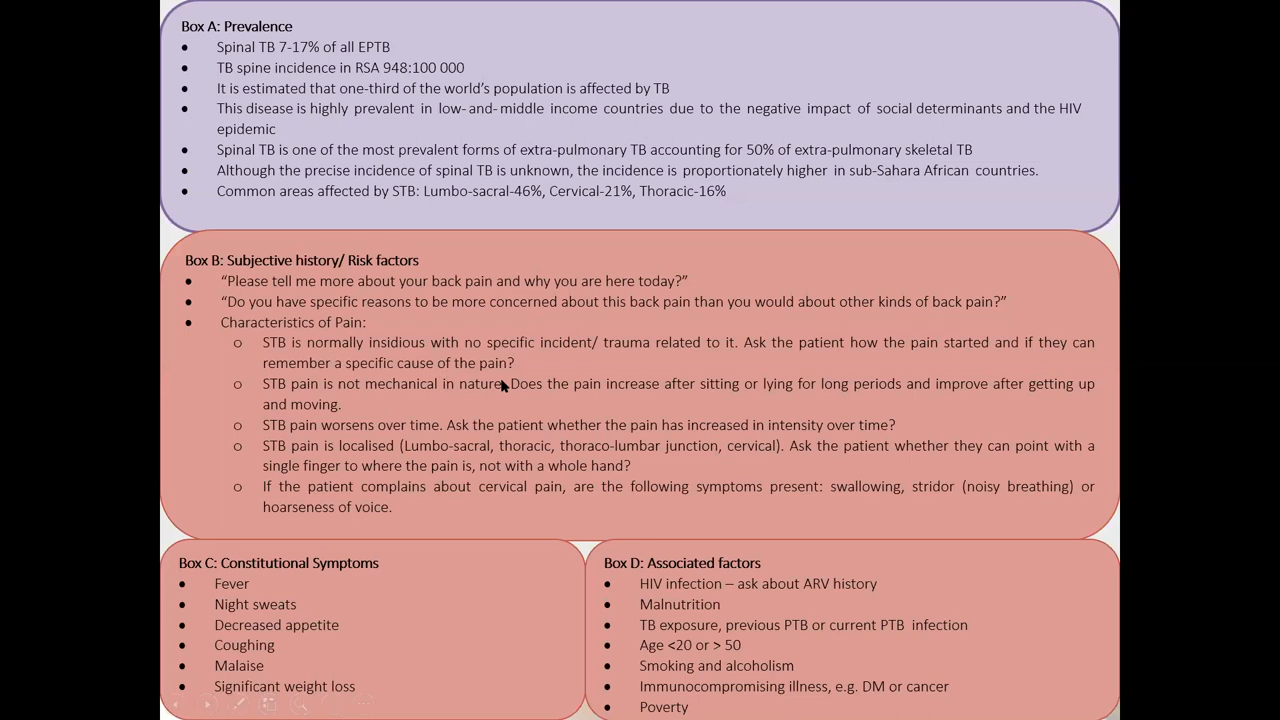 Box A: Prevalence
• Spinal TB 7-17% of all EPTB
• TB spine incidence in RSA 948:100 000
• It is estimated that one-third of the world's population is affected by TB
• This disease is highly prevalent in low-and-middle income countries due to the negative impact of social determinants and the HIV
epidemic
• Spinal TB is one of the most prevalent forms of extra-pulmonary TB accounting for 50% of extra-pulmonary skeletal TB
• Although the precise incidence of spinal TB is unknown, the incidence is proportionately higher in sub-Sahara African countries.
• Common areas affected by STB: Lumbo-sacral-46%, Cervical-21%, Thoracic-16%
Box B: Subjective history/ Risk factors
• “Please tell me more about your back pain and why you are here today?”
• “Do you have specific reasons to be more concerned about this back pain than you would about other kinds of back pain?”
• Characteristics of Pain:
o STB is normally insidious with no specific incident/ trauma related to it. Ask the patient how the pain started and if they can
remember a specific cause of the pain?
o STB pain is not mechanical in nature. Does the pain increase after sitting or lying for long periods and improve after getting up
and moving.
o STB pain worsens over time. Ask the patient whether the pain has increased in intensity over time?
o STB pain is localised (Lumbo-sacral, thoracic, thoraco-lumbar junction, cervical). Ask the patient whether they can point with a
single finger to where the pain is, not with a whole hand?
o If the patient complains about cervical pain, are the following symptoms present: swallowing, stridor (noisy breathing) or
hoarseness of voice.
Box C: Constitutional Symptoms
• Fever
• Night sweats
• Decreased appetite
• Coughing
• Malaise
• Significant weight loss
Box D: Associated factors
• HIV infection – ask about ARV history
• Malnutrition
• TB exposure, previous PTB or current PTB infection
• Age <20 or > 50
• Smoking and alcoholism
• Immunocompromising illness, e.g. DM or cancer
• Poverty